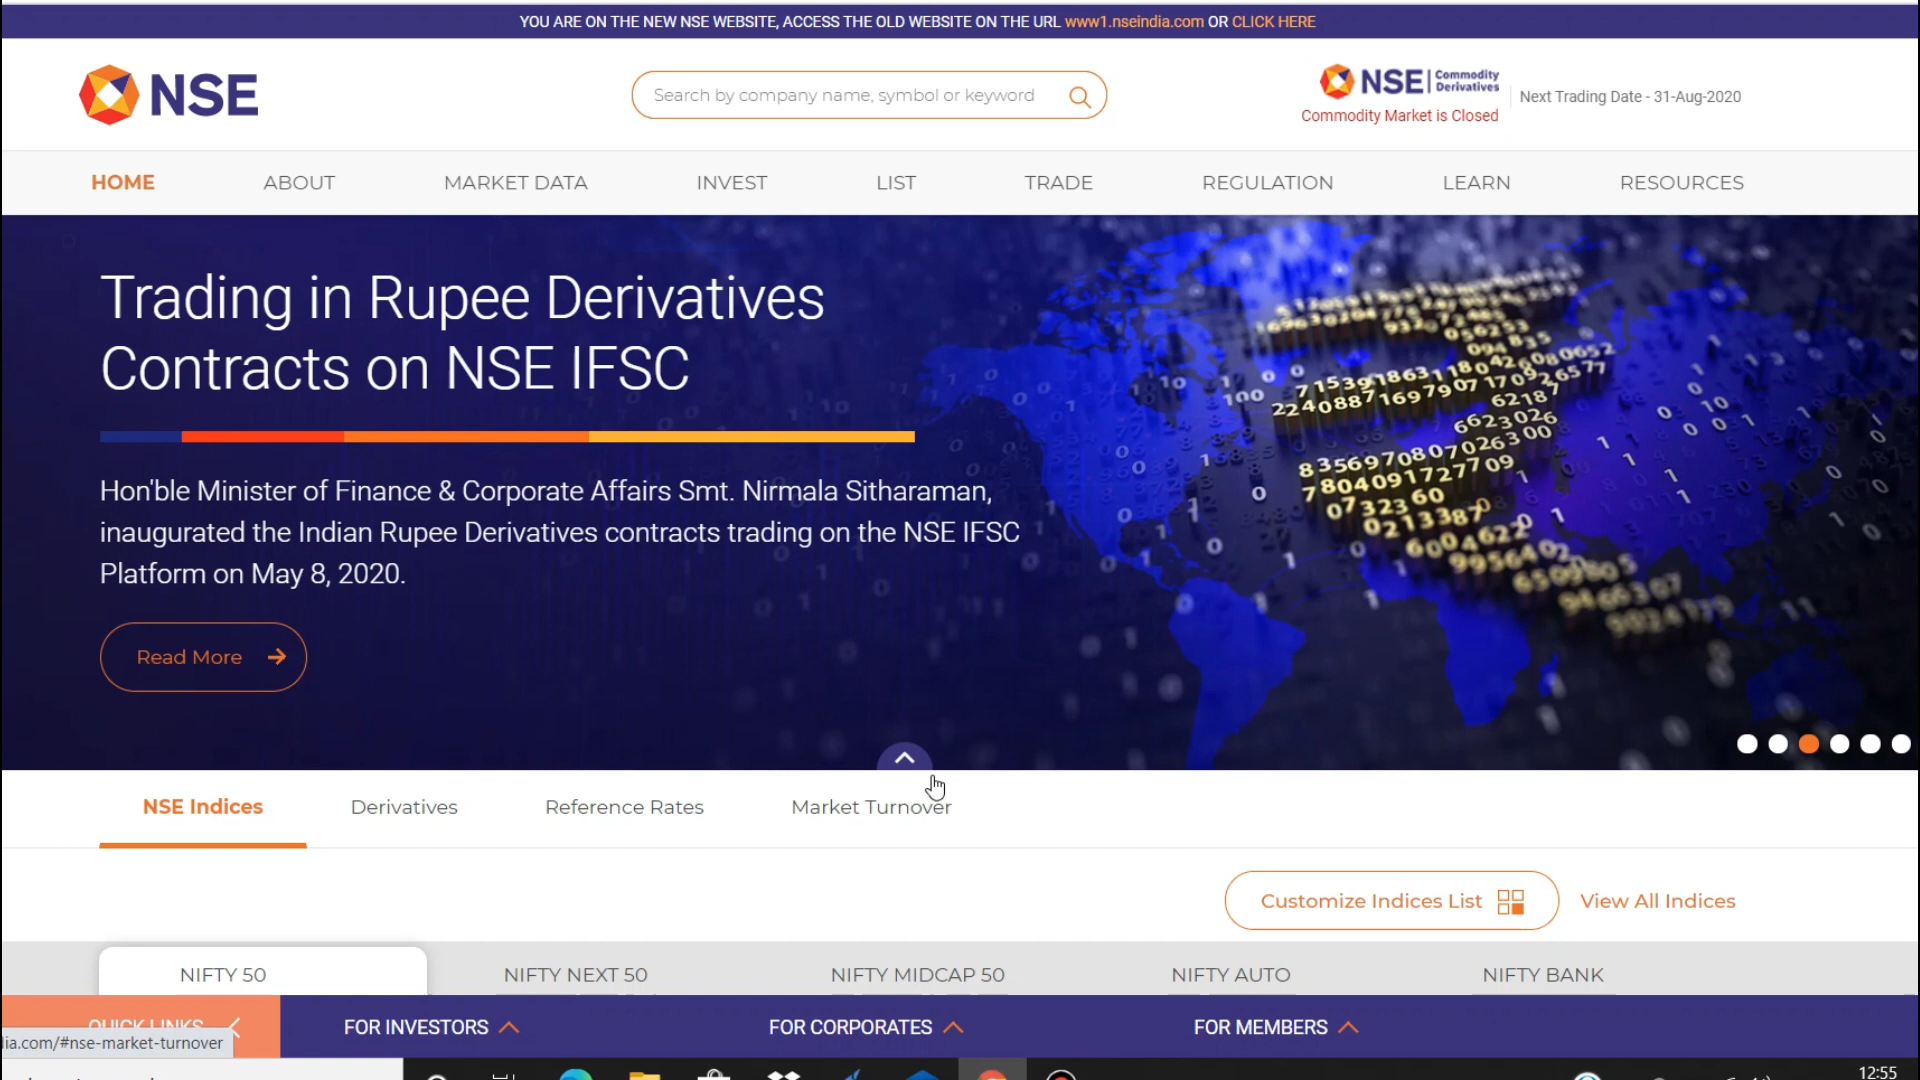 YOU ARE ON THE NEW NSE WEBSITE, ACCESS THE OLD WEBSITE ON THE URL www1.nseindia.com OR CLICK HERE
NSE
Search by company name, symbol or keyword
NSE Commodity Derivatives
Commodity Market is Closed
Next Trading Date - 31-Aug-2020
HOME ABOUT MARKET DATA INVEST LIST TRADE REGULATION LEARN RESOURCES
Trading in Rupee Derivatives
Contracts on NSE IFSC
Hon'ble Minister of Finance & Corporate Affairs Smt. Nirmala Sitharaman,
inaugurated the Indian Rupee Derivatives contracts trading on the NSE IFSC
Platform on May 8, 2020.
Read More
NSE Indices Derivatives Reference Rates Market Turnover
Customize Indices List View All Indices
NIFTY 50 NIFTY NEXT 50 NIFTY MIDCAP 50 NIFTY AUTO NIFTY BANK
QUICK LINKS FOR INVESTORS FOR CORPORATES FOR MEMBERS
ia.com/#nse-market-turnover
12:55